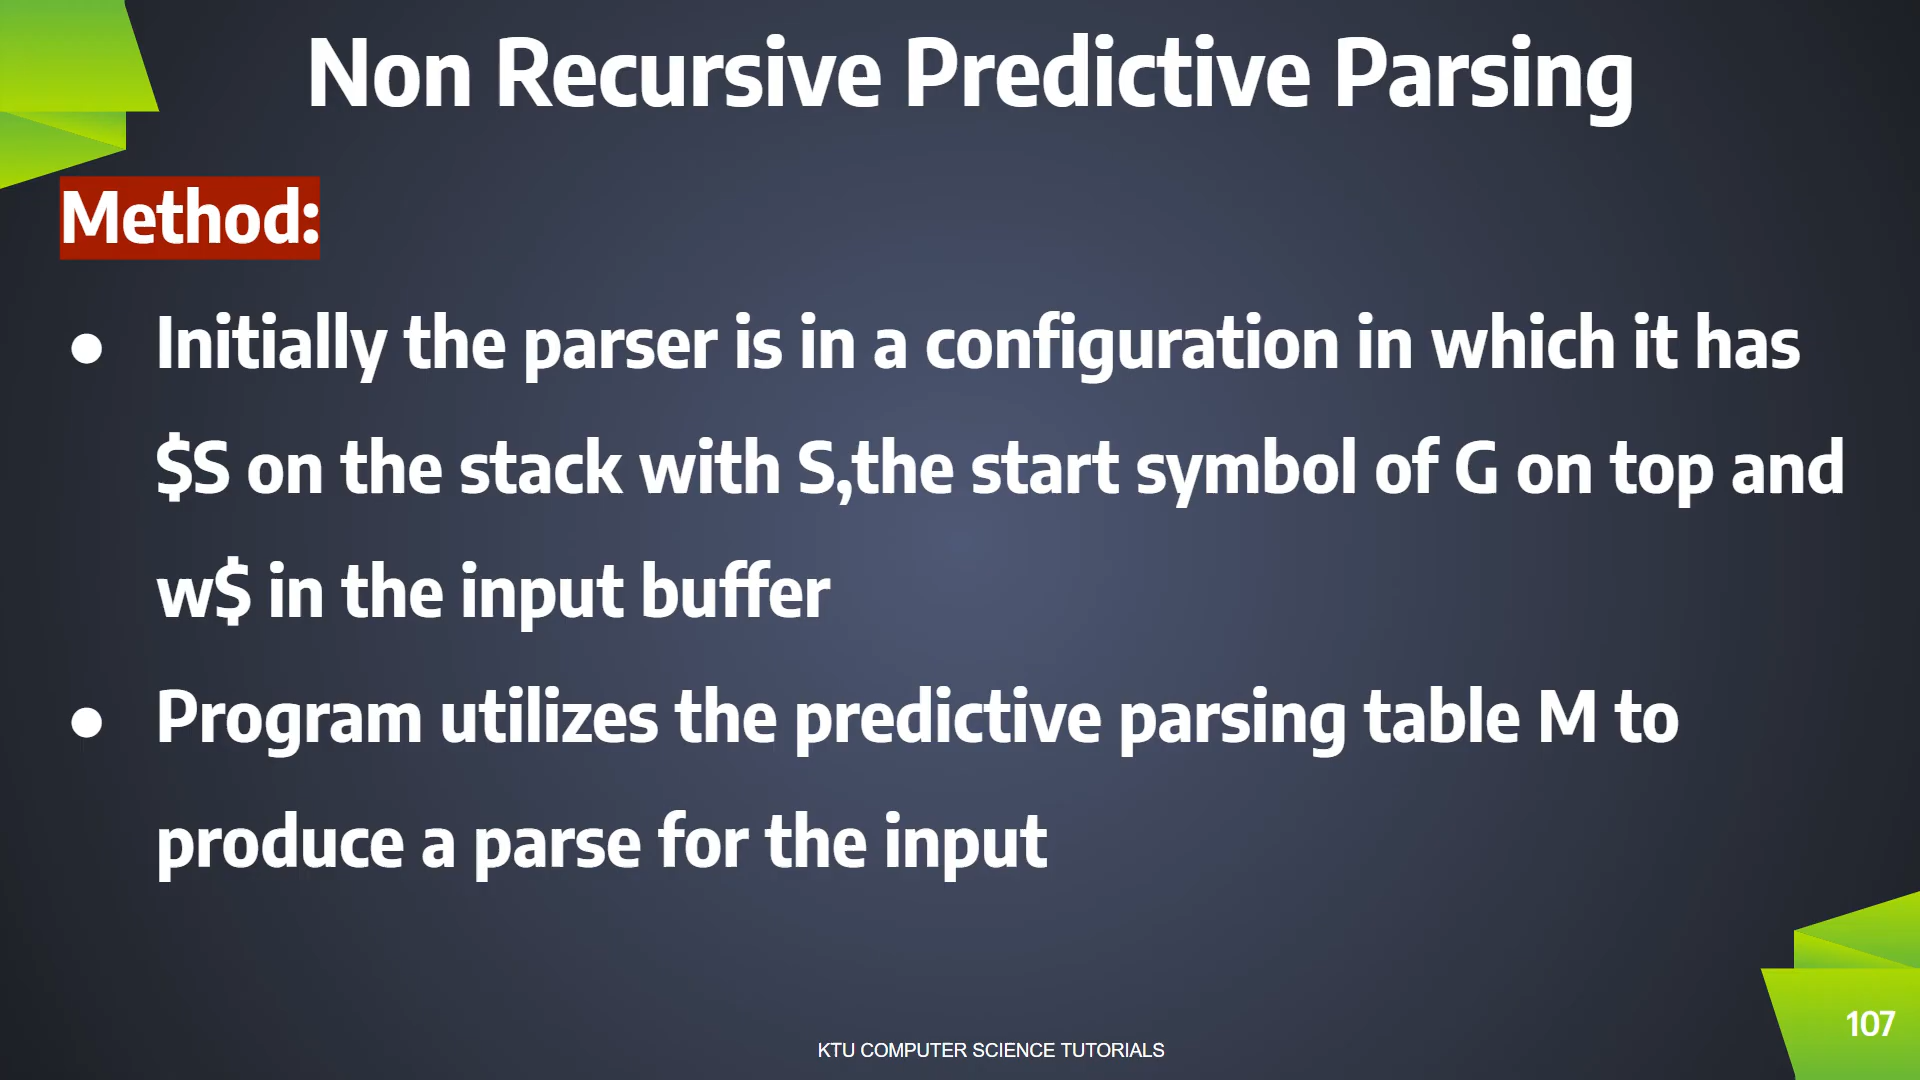 Non Recursive Predictive Parsing
Method:
● Initially the parser is in a configuration in which it has
$S on the stack with S,the start symbol of G on top and
w$ in the input buffer
● Program utilizes the predictive parsing table M to
produce a parse for the input
KTU COMPUTER SCIENCE TUTORIALS
107